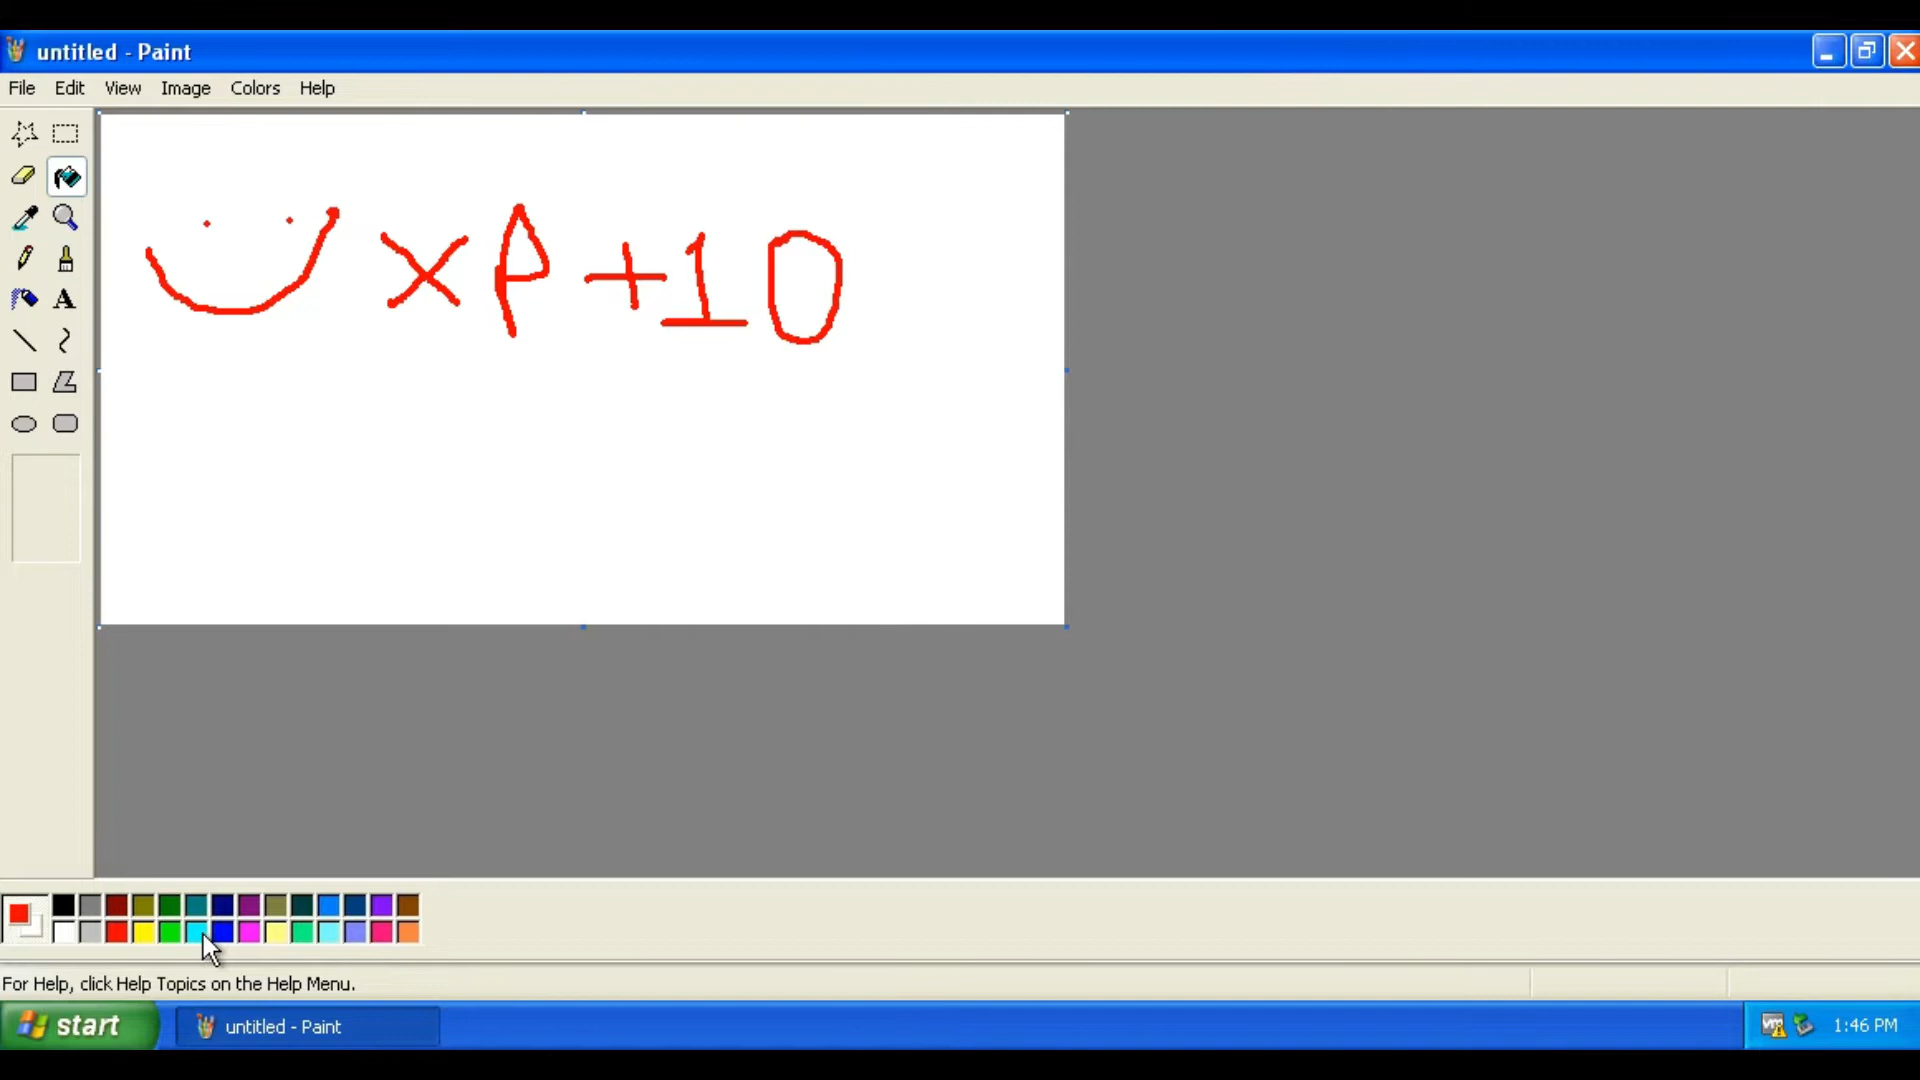 untitled - Paint
File Edit View Image Colors Help
A
XP+10
For Help, click Help Topics on the Help Menu.
start untitled - Paint 1:46 PM